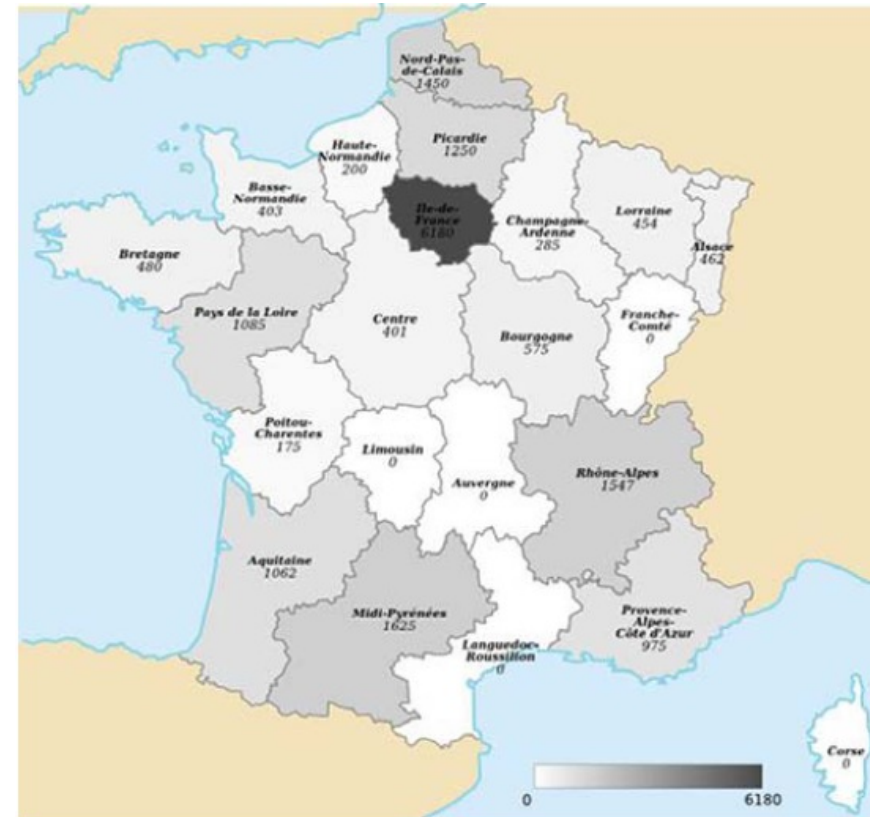 Nord-Pas-
de-Calais
1450
Picardie
1250
Haute-
Normandie
200
Basse-
Normandie
403
Ile-de-
France
6180
Champagne-
Ardenne
285
Lorraine
454
Alsace
462
Bretagne
480
Pays de la Loire
1085
Centre
401
Bourgogne
575
Franche-
Comté
0
Poitou-
Charentes
175
Limousin
0
Auvergne
0
Rhône-Alpes
1547
Aquitaine
1062
Midi-Pyrénées
1625
Languedoc-
Roussillon
0
Provence-
Alpes-
Côte d'Azur
975
Corse
0
0 6180